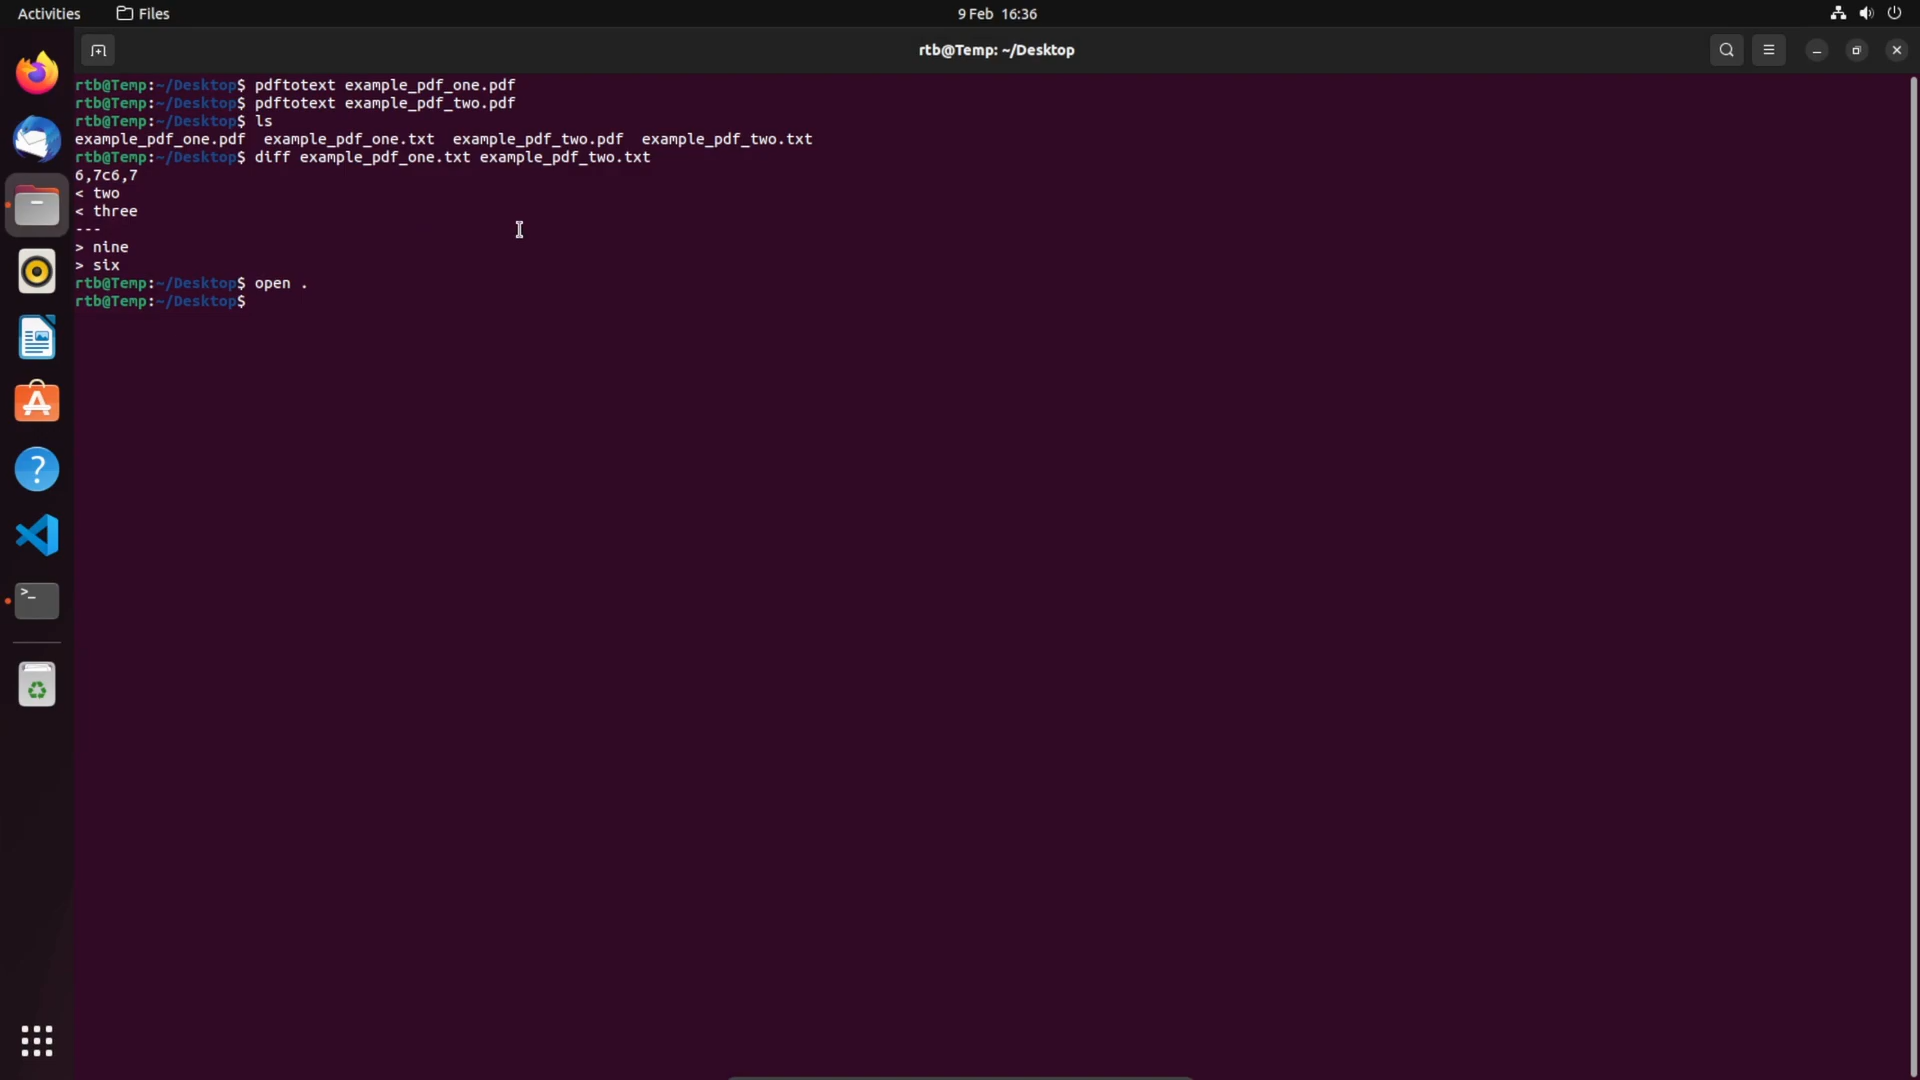 Activities Files 9 Feb 16:36
rtb@Temp: ~/Desktop
rtb@Temp:~/Desktop$ pdftotext example_pdf_one.pdf
rtb@Temp:~/Desktop$ pdftotext example_pdf_two.pdf
rtb@Temp:~/Desktop$ ls
example_pdf_one.pdf  example_pdf_one.txt  example_pdf_two.pdf  example_pdf_two.txt
rtb@Temp:~/Desktop$ diff example_pdf_one.txt example_pdf_two.txt
6,7c6,7
< two
< three
---
> nine
> six
rtb@Temp:~/Desktop$ open .
rtb@Temp:~/Desktop$